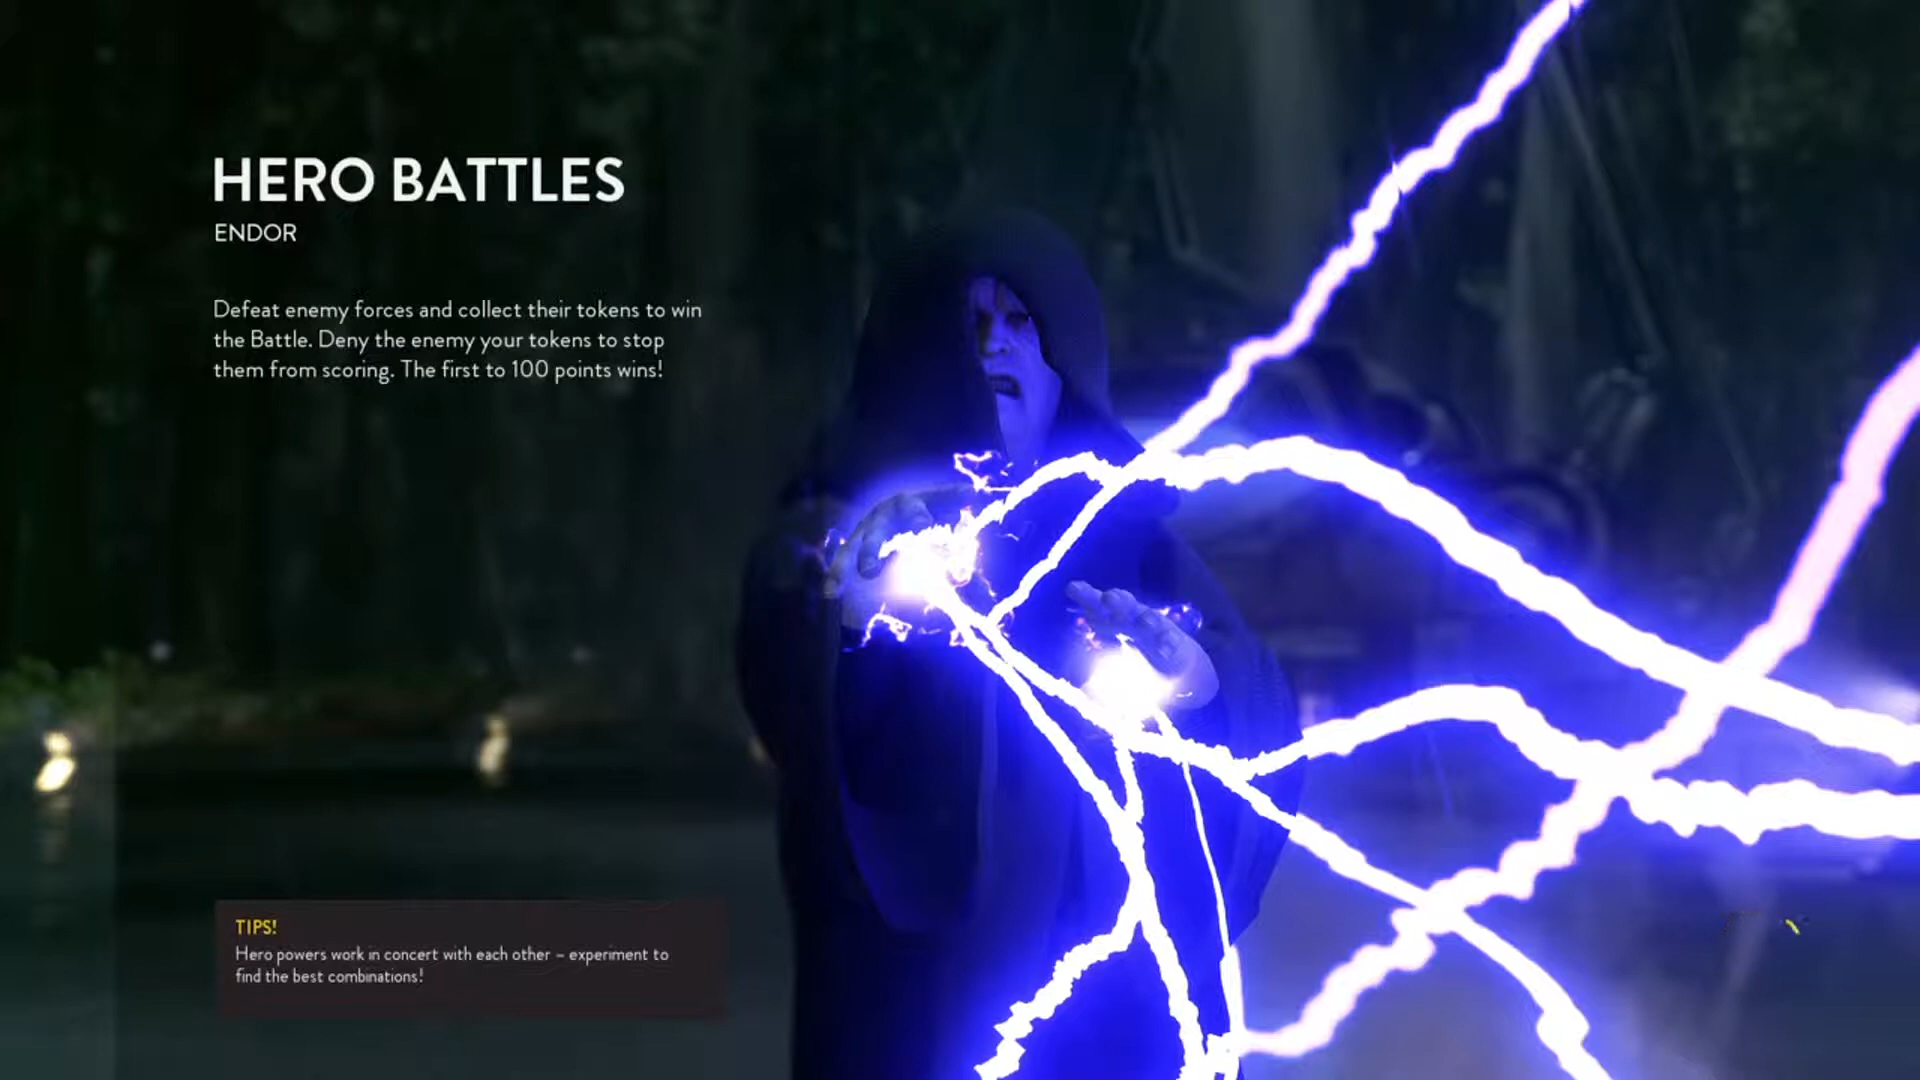 HERO BATTLES
ENDOR
Defeat enemy forces and collect their tokens to win
the Battle. Deny the enemy your tokens to stop
them from scoring. The first to 100 points wins!
TIPS!
Hero powers work in concert with each other – experiment to
find the best combinations!